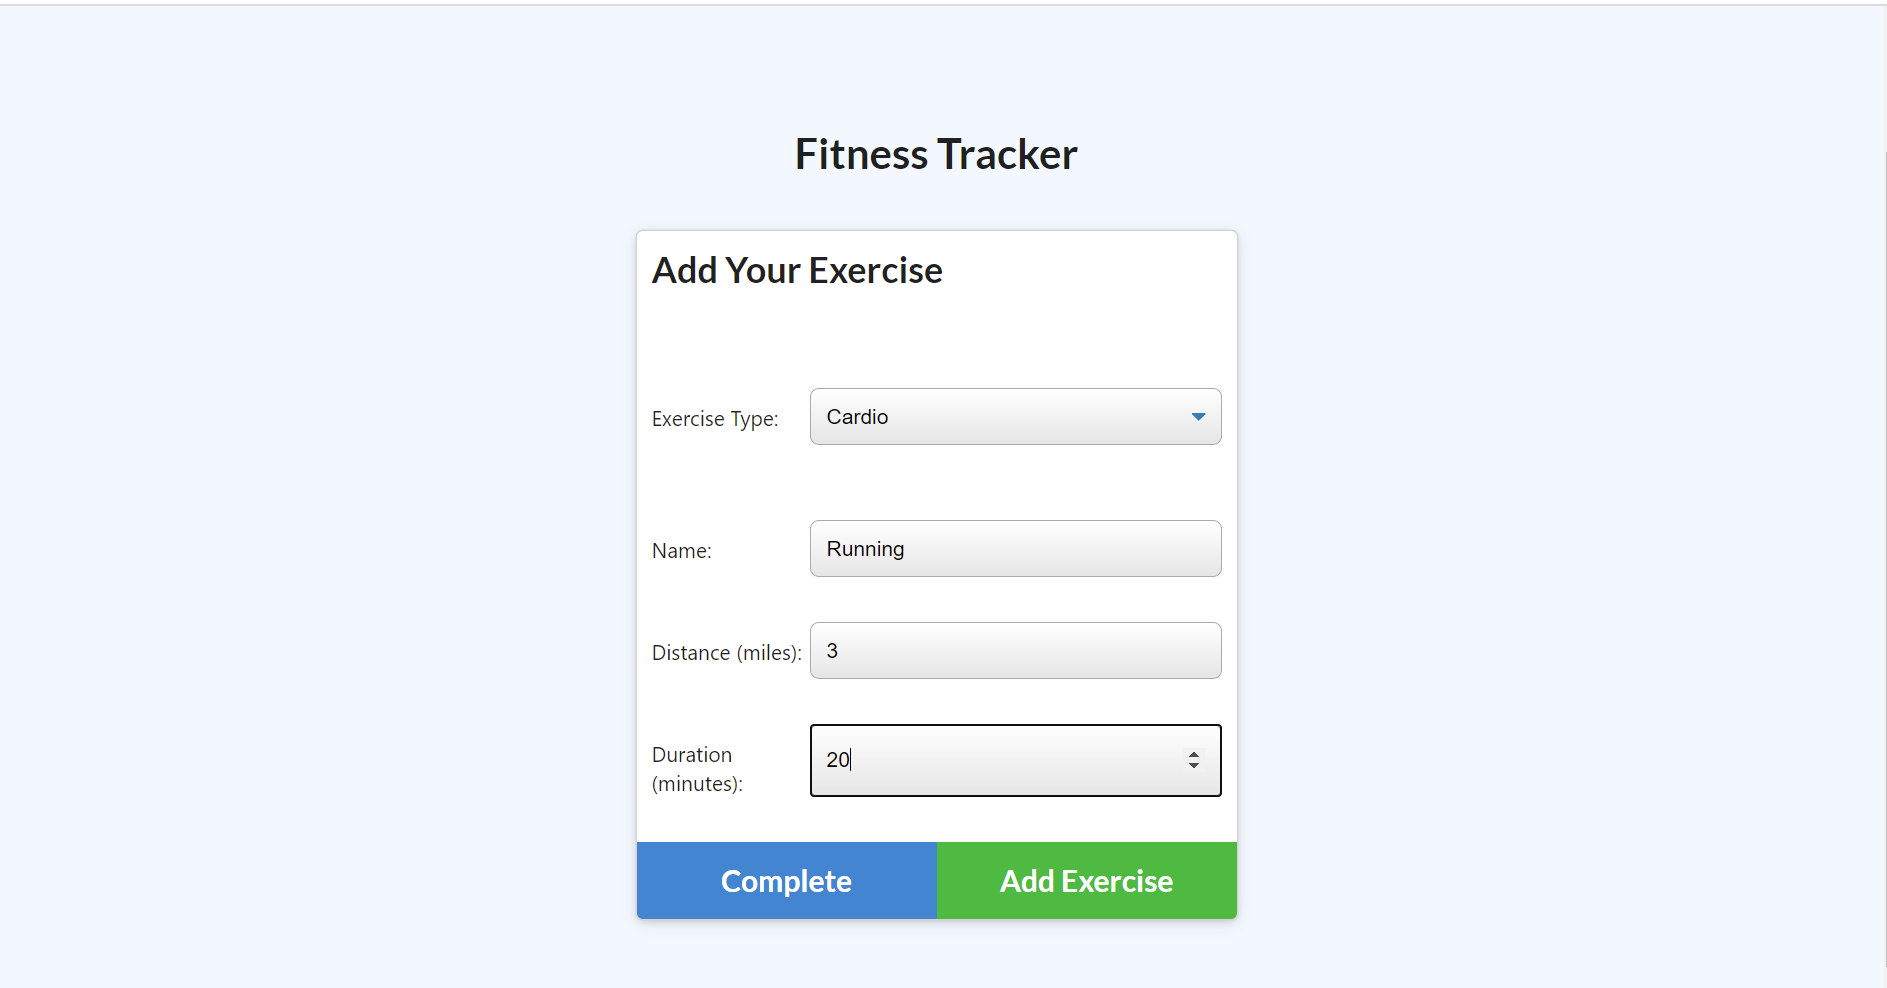 Fitness Tracker
Add Your Exercise
Exercise Type: Cardio
Name: Running
Distance (miles): 3
Duration
(minutes): 20
Complete Add Exercise